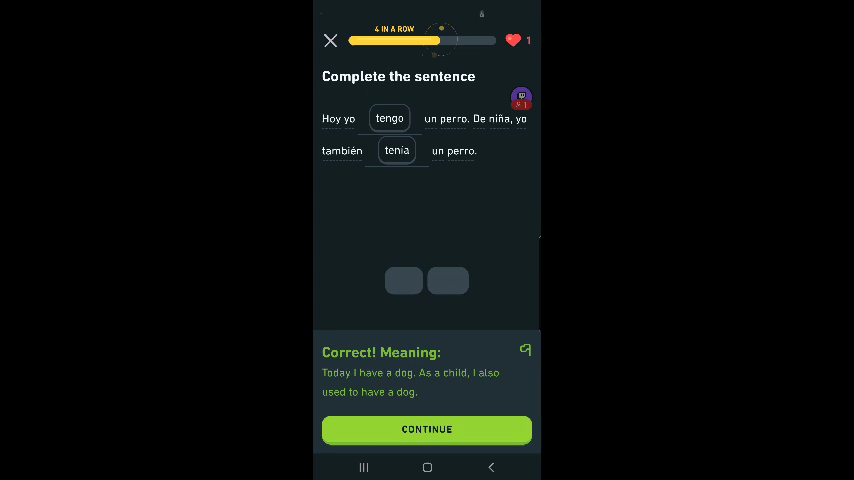 4 IN A ROW
1
Complete the sentence
Hoy yo tengo un perro. De niña, yo
también tenía un perro.
Correct! Meaning:
Today I have a dog. As a child, I also
used to have a dog.
CONTINUE